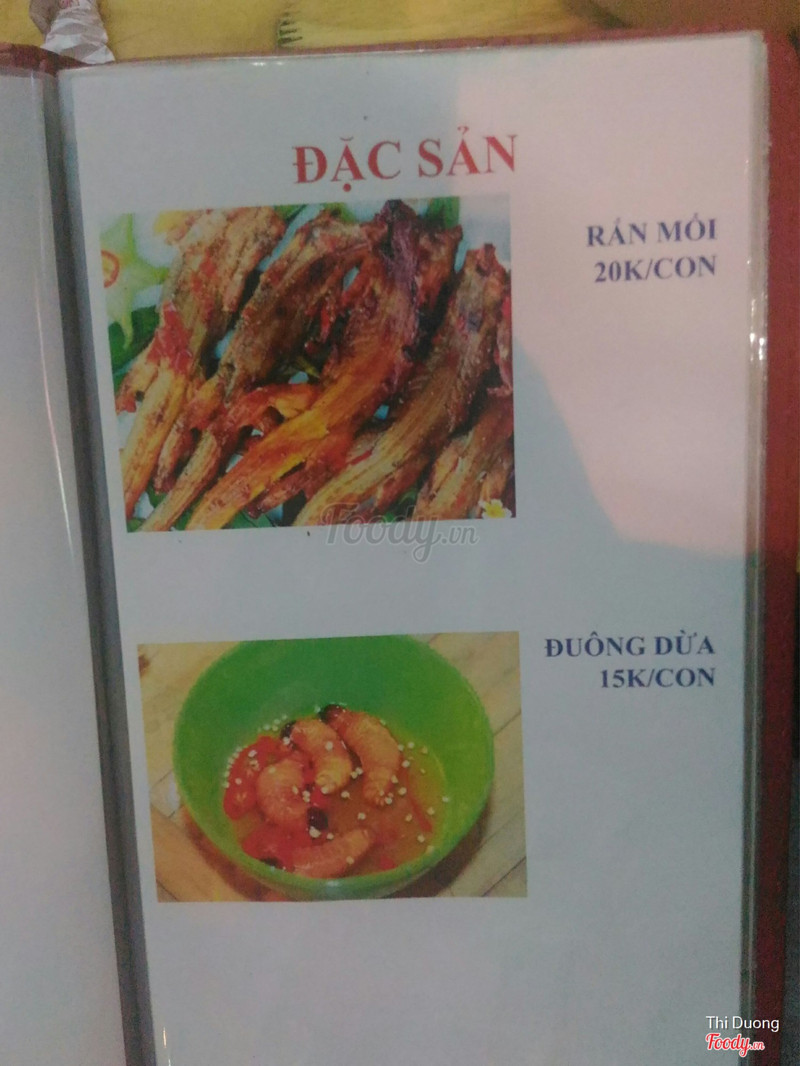 ĐẶC SẢN
RẮN MỐI
20K/CON
Foody.vn
ĐUÔNG DỪA
15K/CON
Thi Duong
Foody.vn